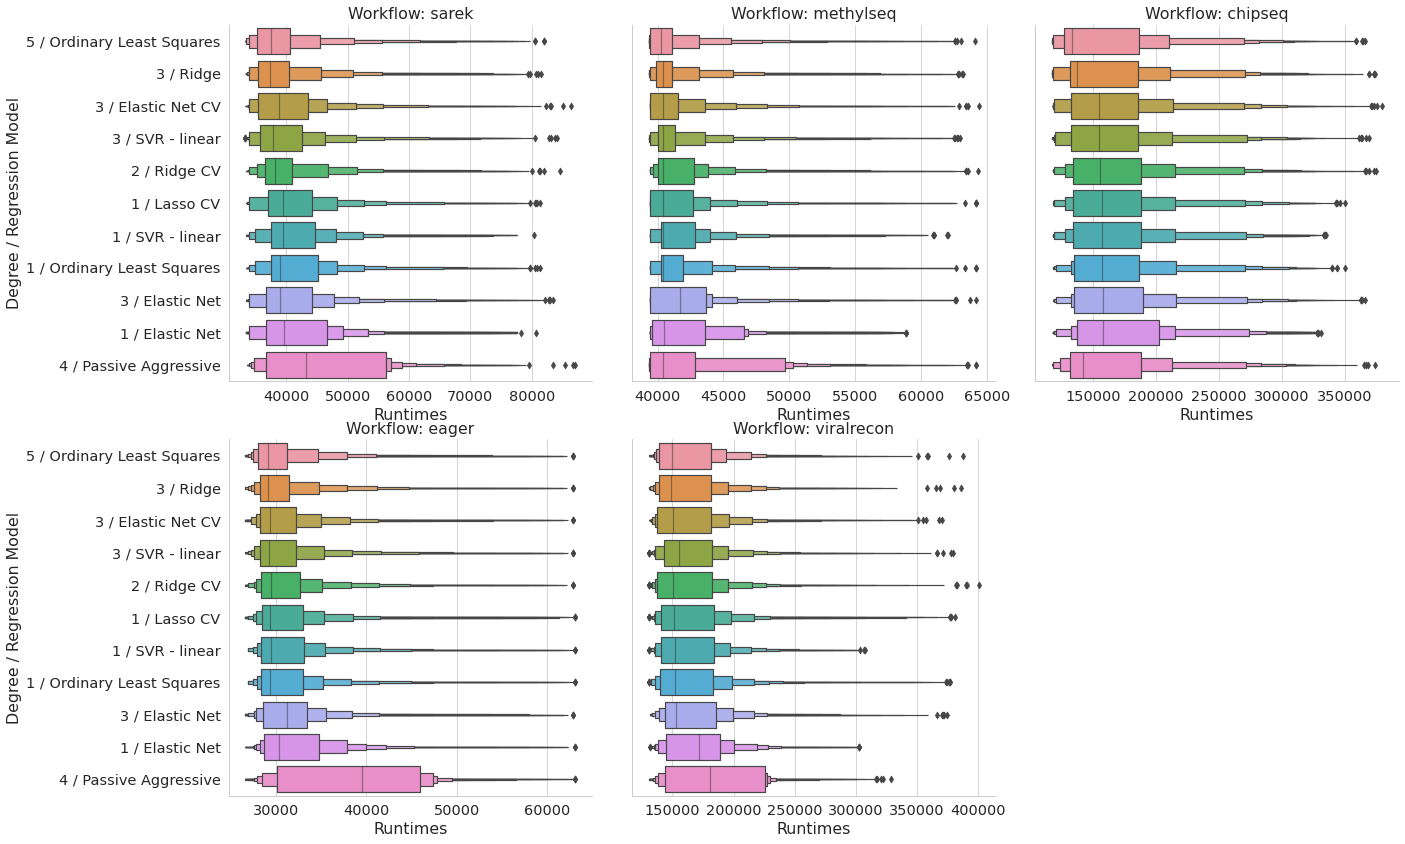 Workflow: sarek
Workflow: methylseq
Workflow: chipseq
Degree / Regression Model
5 / Ordinary Least Squares
3 / Ridge
3 / Elastic Net CV
3 / SVR - linear
2 / Ridge CV
1 / Lasso CV
1 / SVR - linear
1 / Ordinary Least Squares
3 / Elastic Net
1 / Elastic Net
4 / Passive Aggressive
40000 50000 60000 70000 80000
Runtimes
40000 45000 50000 55000 60000 65000
Runtimes
150000 200000 250000 300000 350000
Runtimes
Workflow: eager
Workflow: viralrecon
Degree / Regression Model
5 / Ordinary Least Squares
3 / Ridge
3 / Elastic Net CV
3 / SVR - linear
2 / Ridge CV
1 / Lasso CV
1 / SVR - linear
1 / Ordinary Least Squares
3 / Elastic Net
1 / Elastic Net
4 / Passive Aggressive
30000 40000 50000 60000
Runtimes
150000 200000 250000 300000 350000 400000
Runtimes